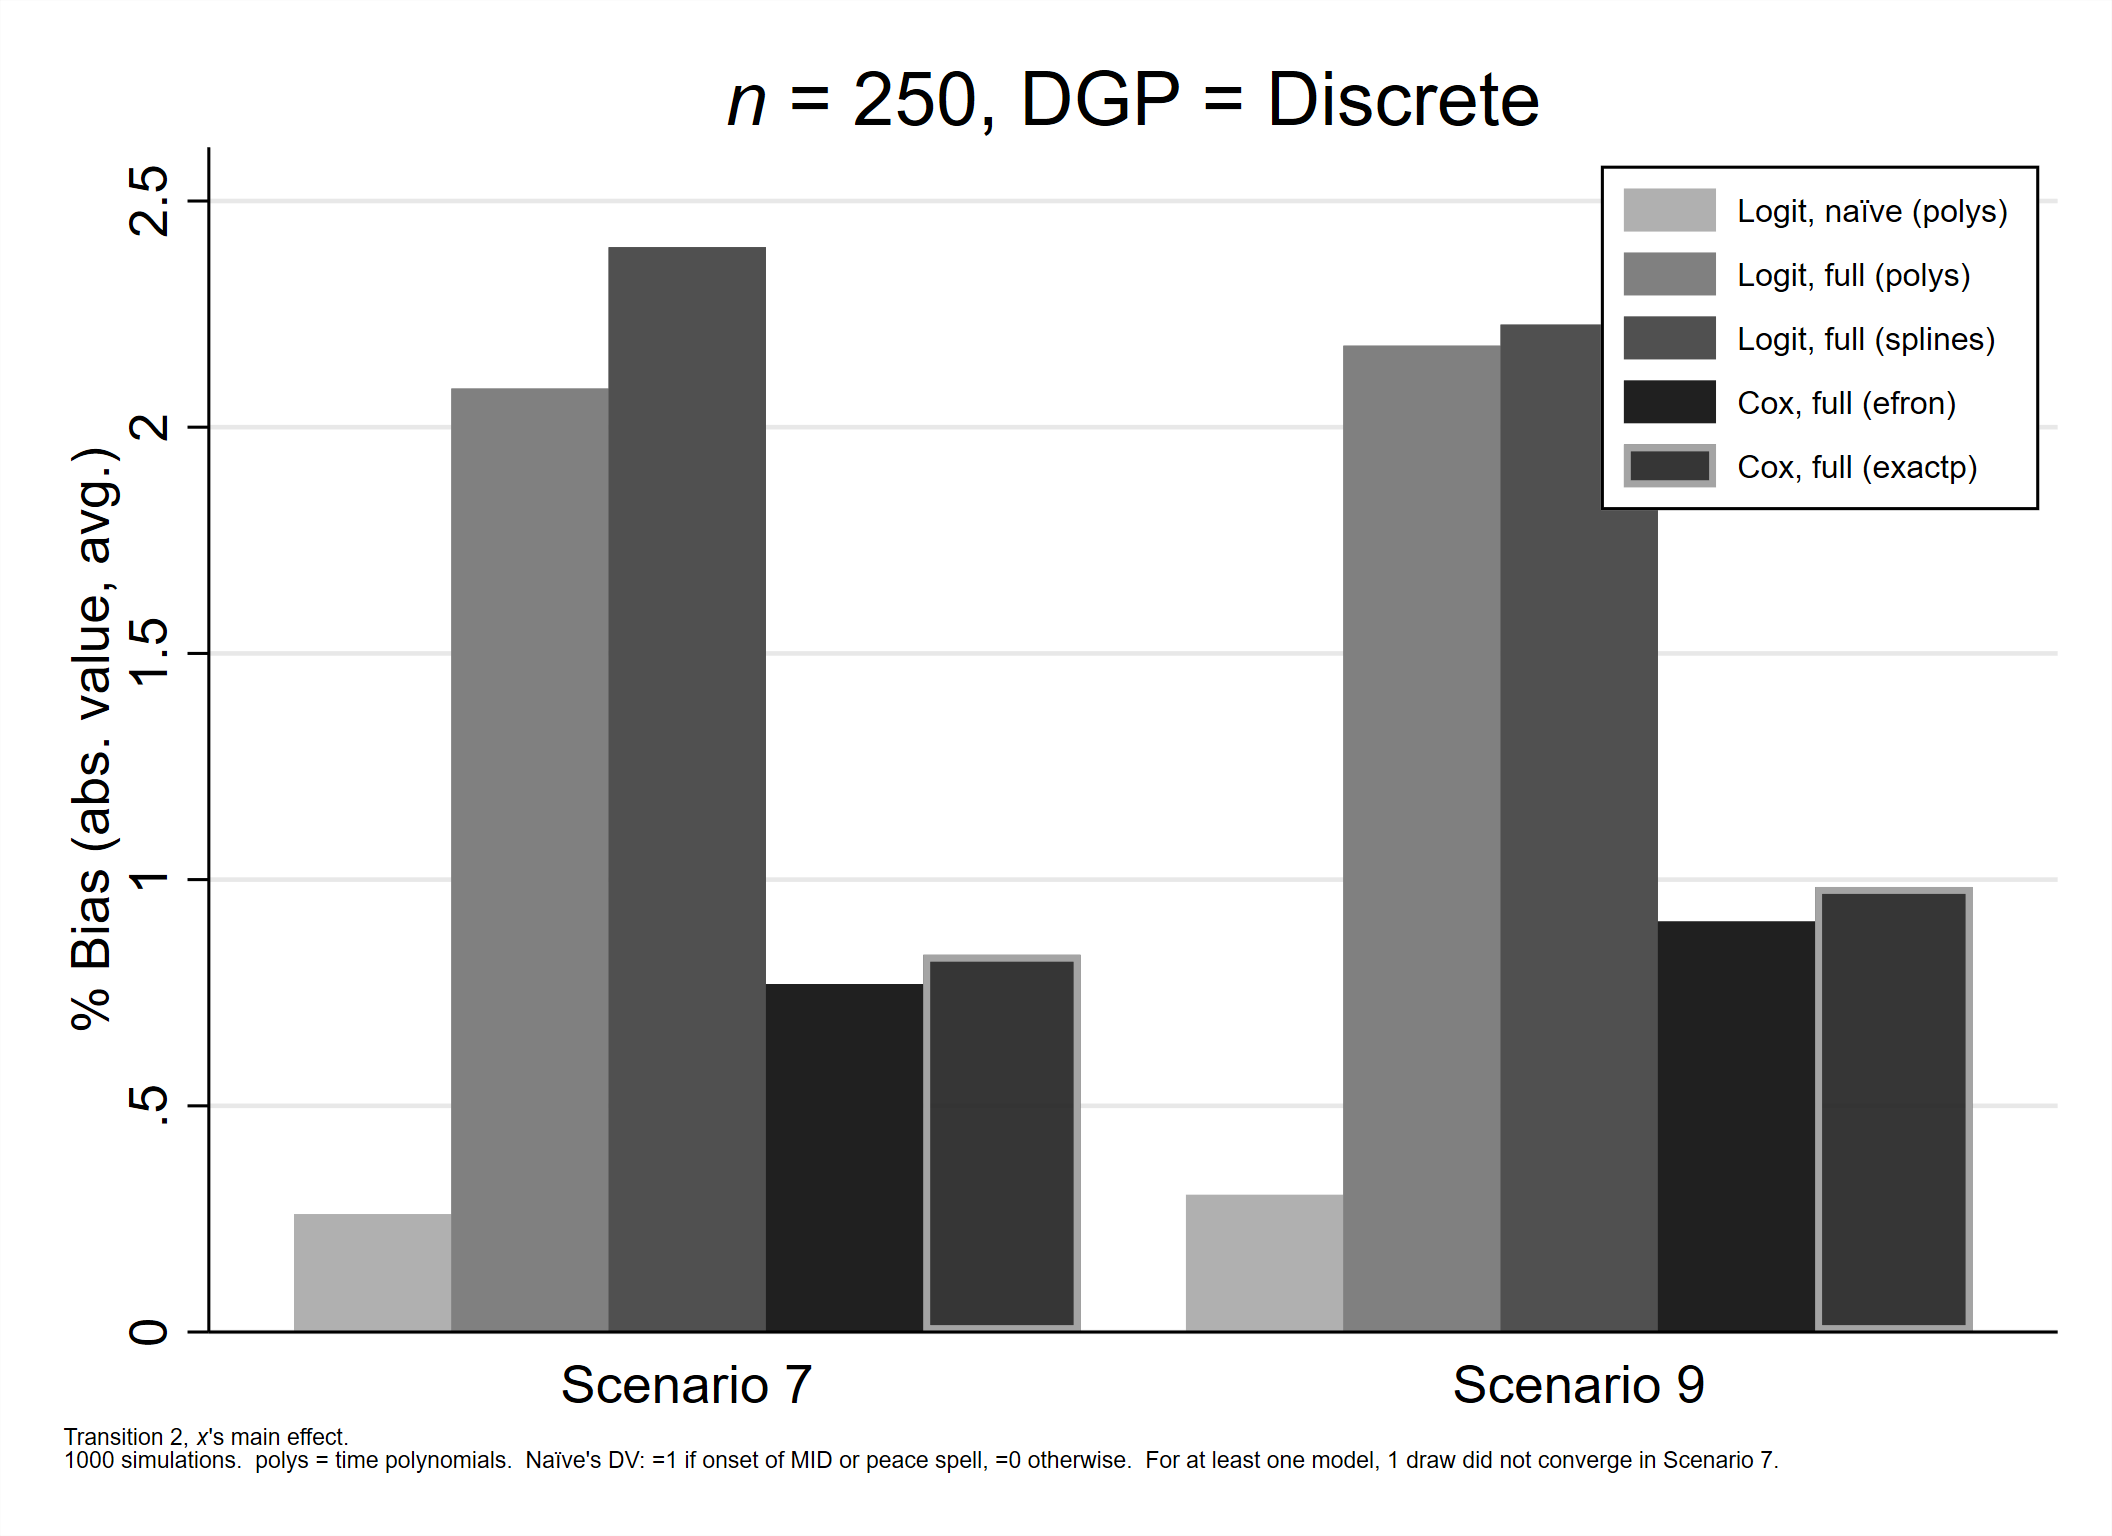 n = 250, DGP = Discrete
% Bias (abs. value, avg.)
2.5
2
1.5
1
.5
0
Logit, naïve (polys)
Logit, full (polys)
Logit, full (splines)
Cox, full (efron)
Cox, full (exactp)
Scenario 7
Scenario 9
Transition 2, x's main effect.
1000 simulations.  polys = time polynomials.  Naïve's DV: =1 if onset of MID or peace spell, =0 otherwise.  For at least one model, 1 draw did not converge in Scenario 7.